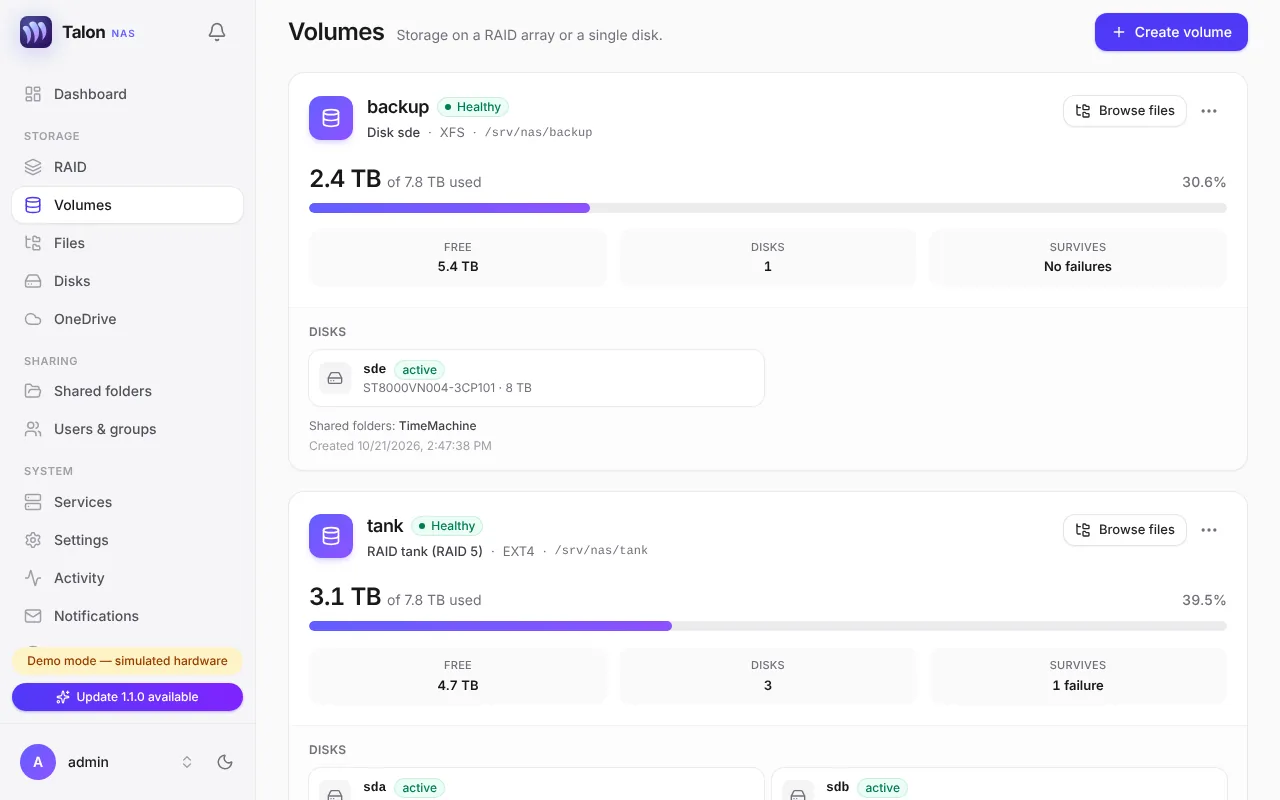 Talon NAS
Dashboard
STORAGE
RAID
Volumes
Files
Disks
OneDrive
SHARING
Shared folders
Users & groups
SYSTEM
Services
Settings
Activity
Notifications
Demo mode — simulated hardware
Update 1.1.0 available
A admin
Volumes Storage on a RAID array or a single disk.
Create volume
backup Healthy
Disk sde · XFS · /srv/nas/backup
Browse files
2.4 TB of 7.8 TB used
30.6%
FREE
5.4 TB
DISKS
1
SURVIVES
No failures
DISKS
sde active
ST8000VN004-3CP101 · 8 TB
Shared folders: TimeMachine
Created 10/21/2026, 2:47:38 PM
tank Healthy
RAID tank (RAID 5) · EXT4 · /srv/nas/tank
Browse files
3.1 TB of 7.8 TB used
39.5%
FREE
4.7 TB
DISKS
3
SURVIVES
1 failure
DISKS
sda active
sdb active